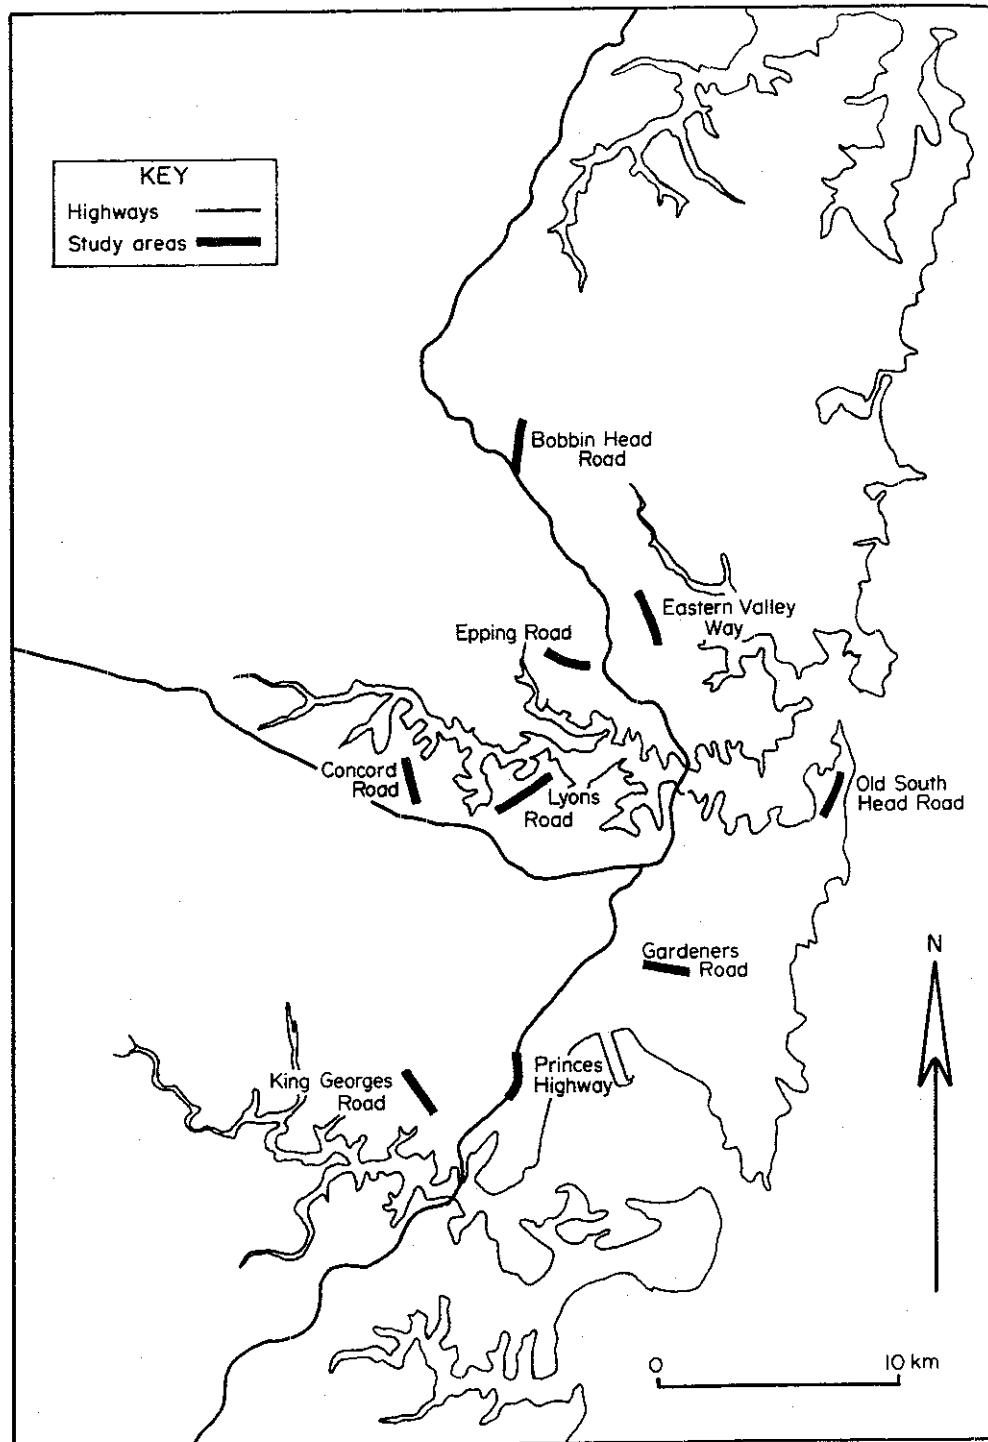 KEY
Highways
Study areas
Bobbin Head
Road
Eastern Valley
Way
Epping Road
Concord
Road
Lyons
Road
Old South
Head Road
Gardeners
Road
N
King Georges
Road
Princes
Highway
0 10 km